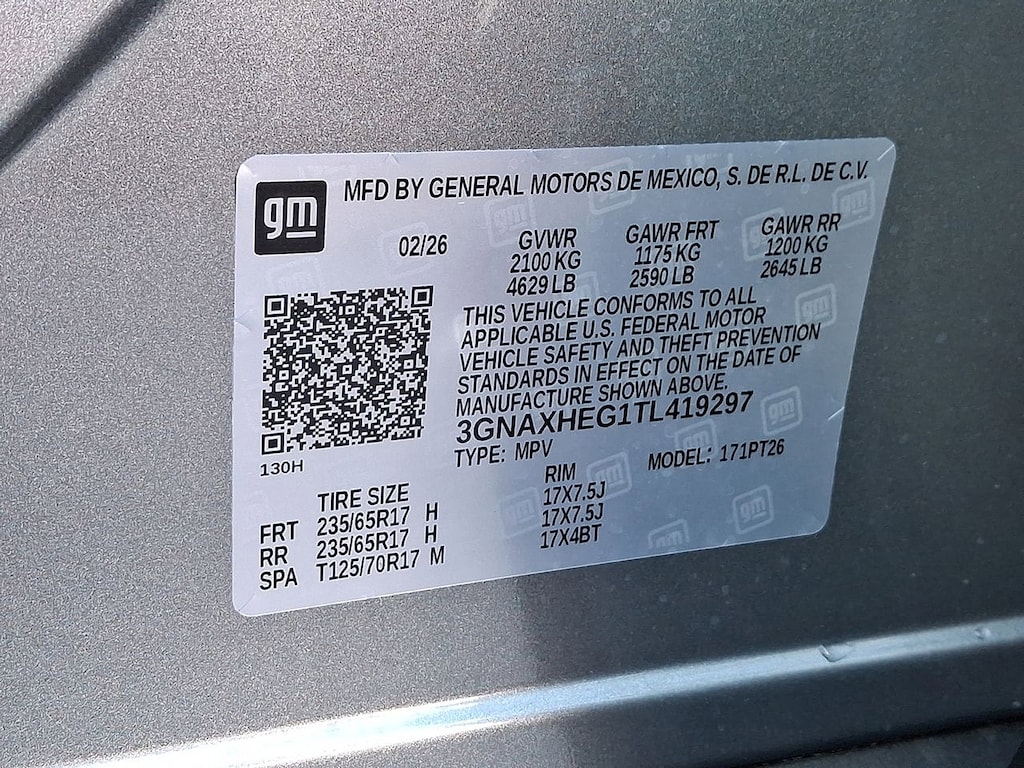 gm
MFD BY GENERAL MOTORS DE MEXICO, S. DE R.L. DE C.V.
02/26
GVWR
2100 KG
4629 LB
GAWR FRT
1175 KG
2590 LB
GAWR RR
1200 KG
2645 LB
THIS VEHICLE CONFORMS TO ALL
APPLICABLE U.S. FEDERAL MOTOR
VEHICLE SAFETY AND THEFT PREVENTION
STANDARDS IN EFFECT ON THE DATE OF
MANUFACTURE SHOWN ABOVE.
3GNAXHEG1TL419297
TYPE: MPV
MODEL: 171PT26
130H
TIRE SIZE
RIM
FRT 235/65R17 H 17X7.5J
RR 235/65R17 H 17X7.5J
SPA T125/70R17 M 17X4BT